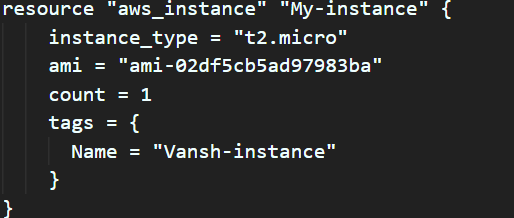 resource "aws_instance" "My-instance" {
instance_type = "t2.micro"
ami = "ami-02df5cb5ad97983ba"
count = 1
tags = {
Name = "Vansh-instance"
}
}